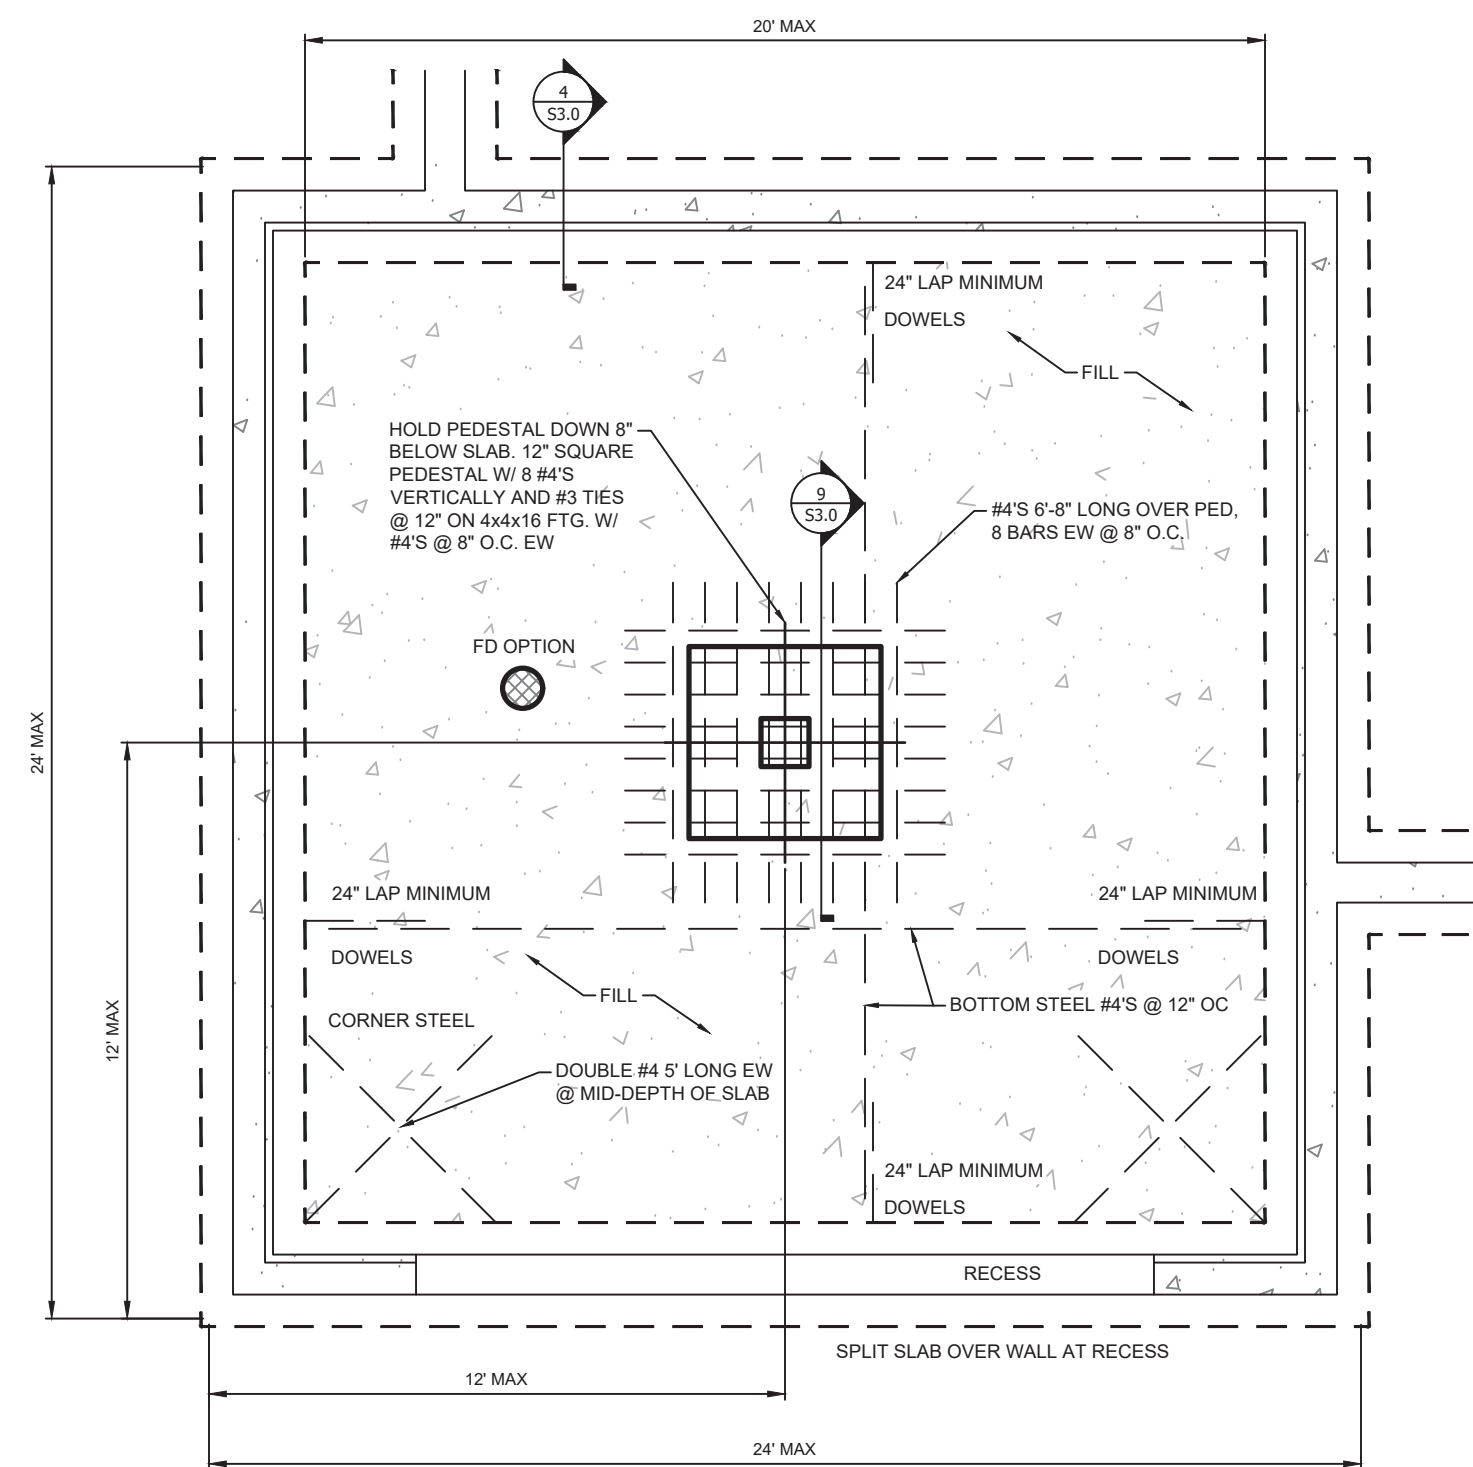 20' MAX
4
S3.0
24" LAP MINIMUM
DOWELS
FILL
HOLD PEDESTAL DOWN 8"
BELOW SLAB. 12" SQUARE
PEDESTAL W/ 8 #4'S
VERTICALLY AND #3 TIES
@ 12" ON 4x4x16 FTG. W/
#4'S @ 8" O.C. EW
9
S3.0
#4'S 6'-8" LONG OVER PED,
8 BARS EW @ 8" O.C.
FD OPTION
24' MAX
24" LAP MINIMUM
24" LAP MINIMUM
DOWELS
DOWELS
FILL
BOTTOM STEEL #4'S @ 12" OC
CORNER STEEL
12' MAX
DOUBLE #4 5' LONG EW
@ MID-DEPTH OF SLAB
24" LAP MINIMUM
DOWELS
RECESS
SPLIT SLAB OVER WALL AT RECESS
12' MAX
24' MAX